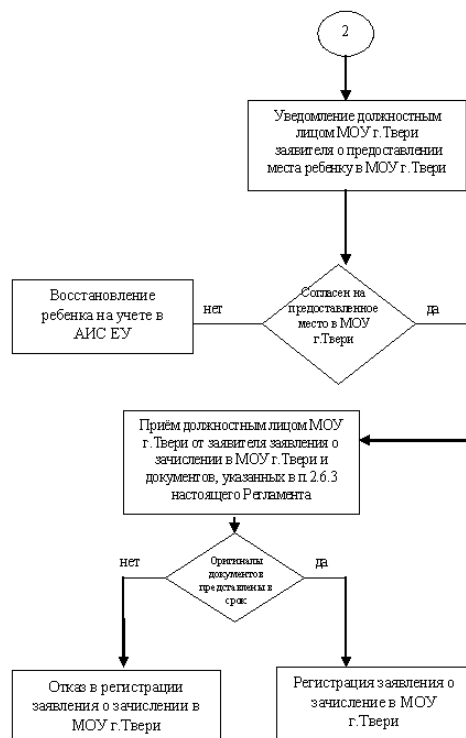 2
Уведомление должностным
лицом МОУ г.Твери
заявителя о предоставлении
места ребенку в МОУ г.Твери
Согласен на
предоставленное
место в МОУ
г.Твери
нет
да
Восстановление
ребенка на учете в
АИС ЕУ
Приём должностным лицом МОУ
г.Твери от заявителя заявления о
зачислении в МОУ г.Твери и
документов, указанных в п.2.6.3
настоящего Регламента
нет
да
Оригиналы
документов
представлены в
срок
Отказ в регистрации
заявления о зачислении в
МОУ г.Твери
Регистрация заявления о
зачисление в МОУ
г.Твери